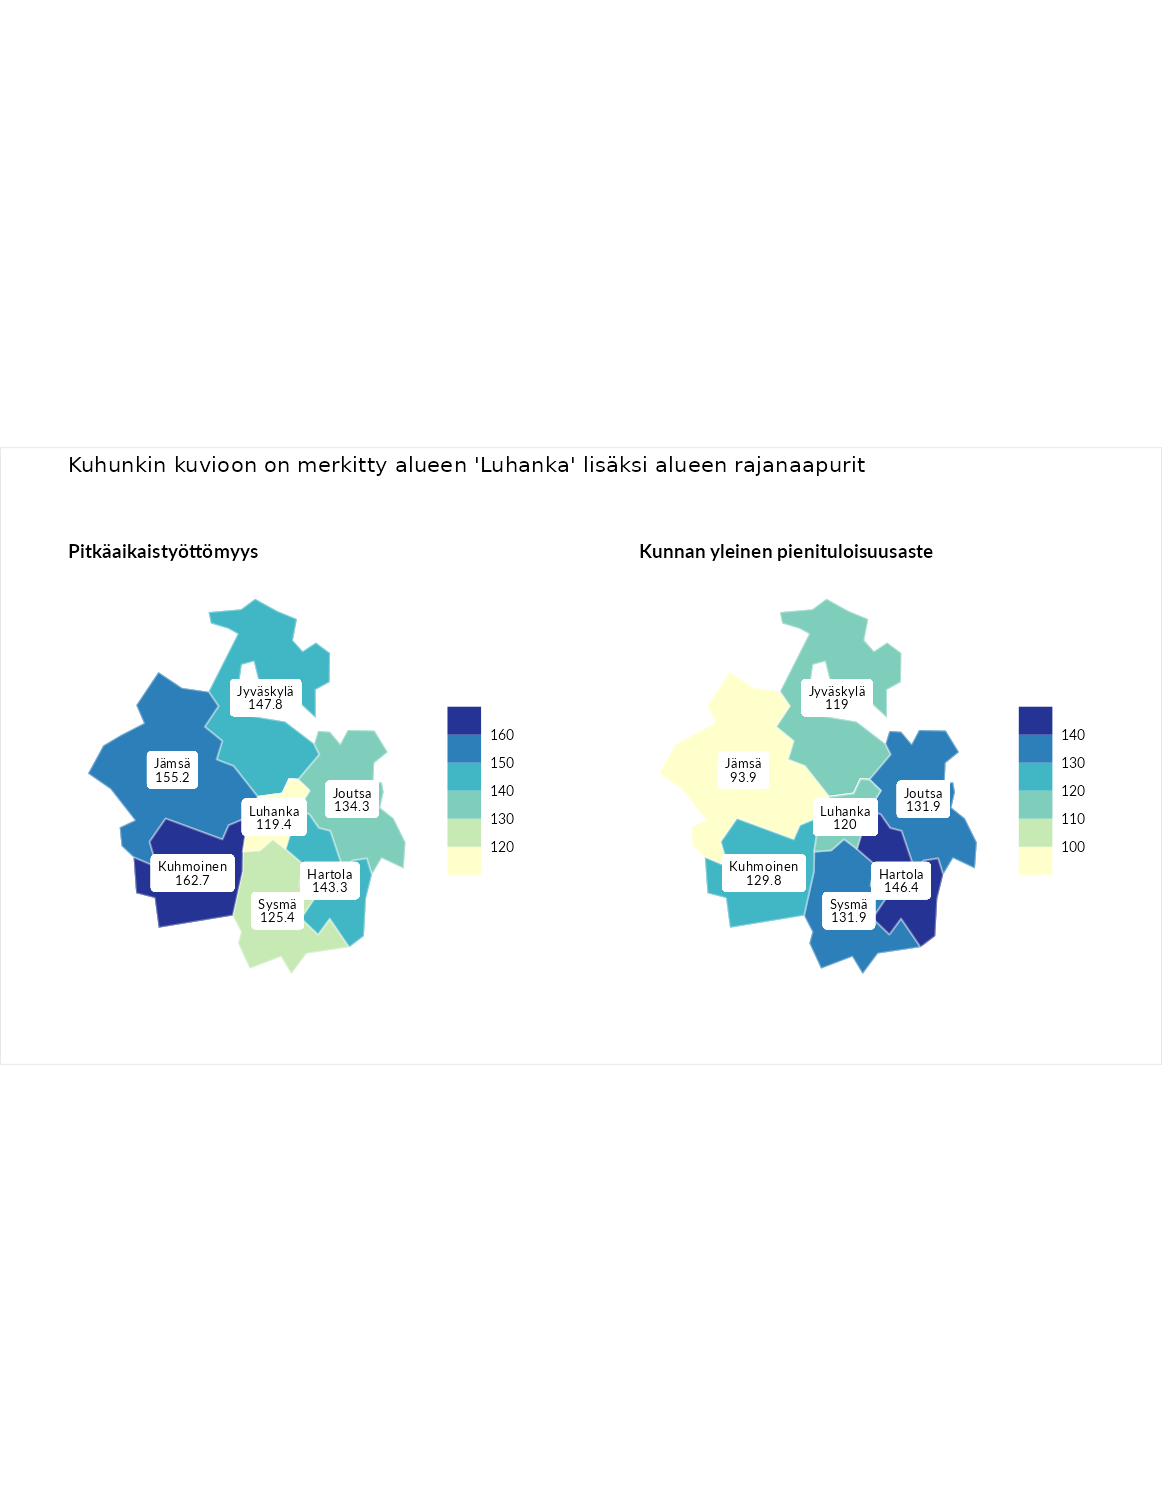 Kuhunkin kuvioon on merkitty alueen 'Luhanka' lisäksi alueen rajanaapurit
Pitkäaikaistyöttömyys
Jyväskylä
147.8
Jämsä
155.2
Joutsa
134.3
Luhanka
119.4
Kuhmoinen
162.7
Hartola
143.3
Sysmä
125.4
160
150
140
130
120
Kunnan yleinen pienituloisuusaste
Jyväskylä
119
Jämsä
93.9
Joutsa
131.9
Luhanka
120
Kuhmoinen
129.8
Hartola
146.4
Sysmä
131.9
140
130
120
110
100